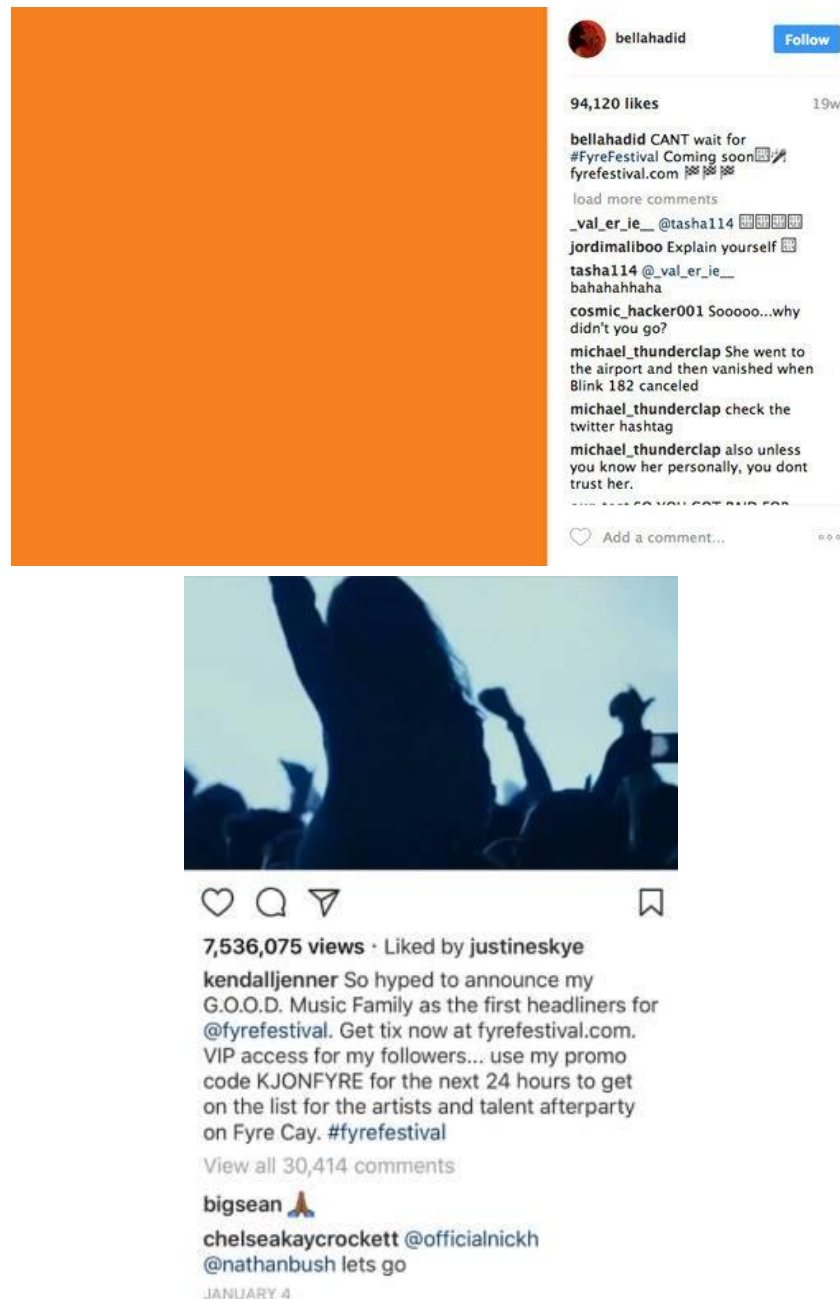 bellahadid
Follow
94,120 likes 19w
bellahadid CANT wait for
#FyreFestival Coming soon
fyrefestival.com 🏁🏁🏁
load more comments
_val_er_ie__ @tasha114
jordimaliboo Explain yourself
tasha114 @_val_er_ie__
bahahahhaha
cosmic_hacker001 Sooooo...why
didn't you go?
michael_thunderclap She went to
the airport and then vanished when
Blink 182 canceled
michael_thunderclap check the
twitter hashtag
michael_thunderclap also unless
you know her personally, you dont
trust her.
Add a comment...
7,536,075 views · Liked by justineskye
kendalljenner So hyped to announce my
G.O.O.D. Music Family as the first headliners for
@fyrefestival. Get tix now at fyrefestival.com.
VIP access for my followers... use my promo
code KJONFYRE for the next 24 hours to get
on the list for the artists and talent afterparty
on Fyre Cay. #fyrefestival
View all 30,414 comments
bigsean 🙏🏾
chelseakaycrockett @officialnickh
@nathanbush lets go
JANUARY 4